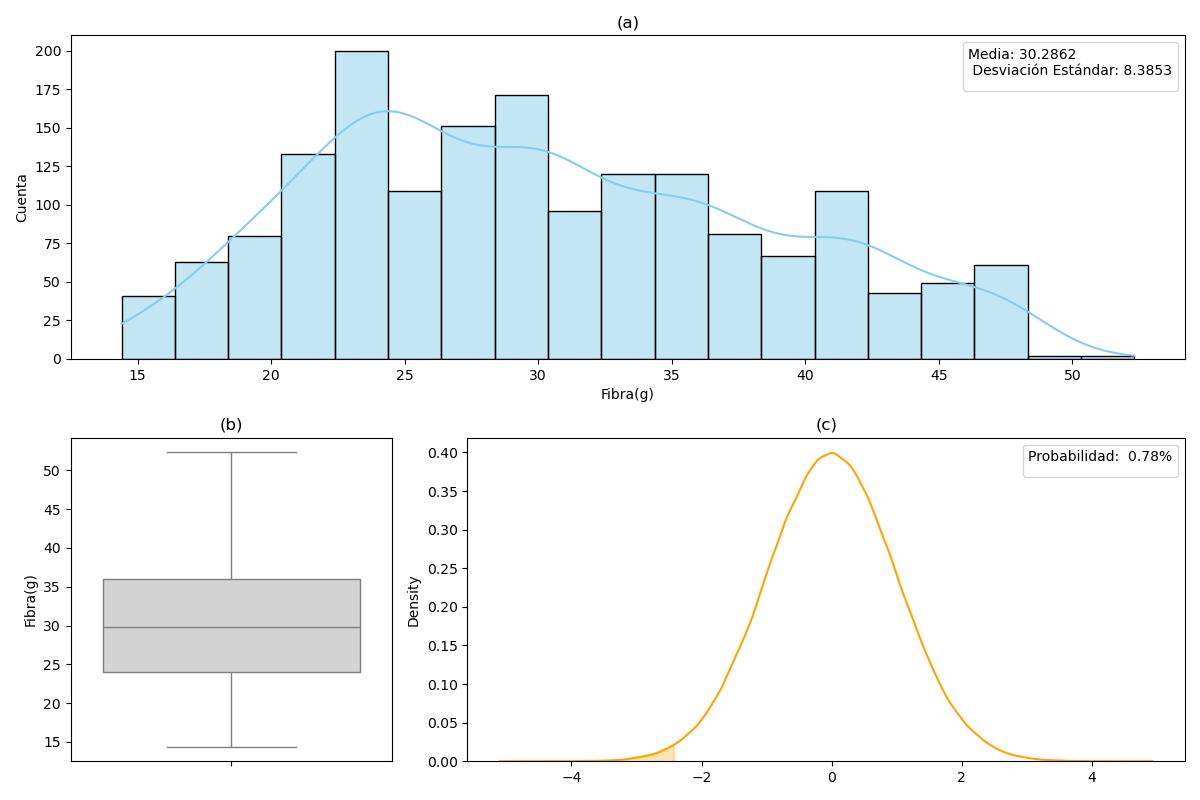 (a)
200
175
150
125
100
75
50
25
0
Cuenta
Media: 30.2862
Desviación Estándar: 8.3853
15 20 25 30 35 40 45 50
Fibra(g)
(b)
50
45
40
35
30
25
20
15
Fibra(g)
(c)
0.40
0.35
0.30
0.25
0.20
0.15
0.10
0.05
0.00
Density
Probabilidad: 0.78%
−4 −2 0 2 4